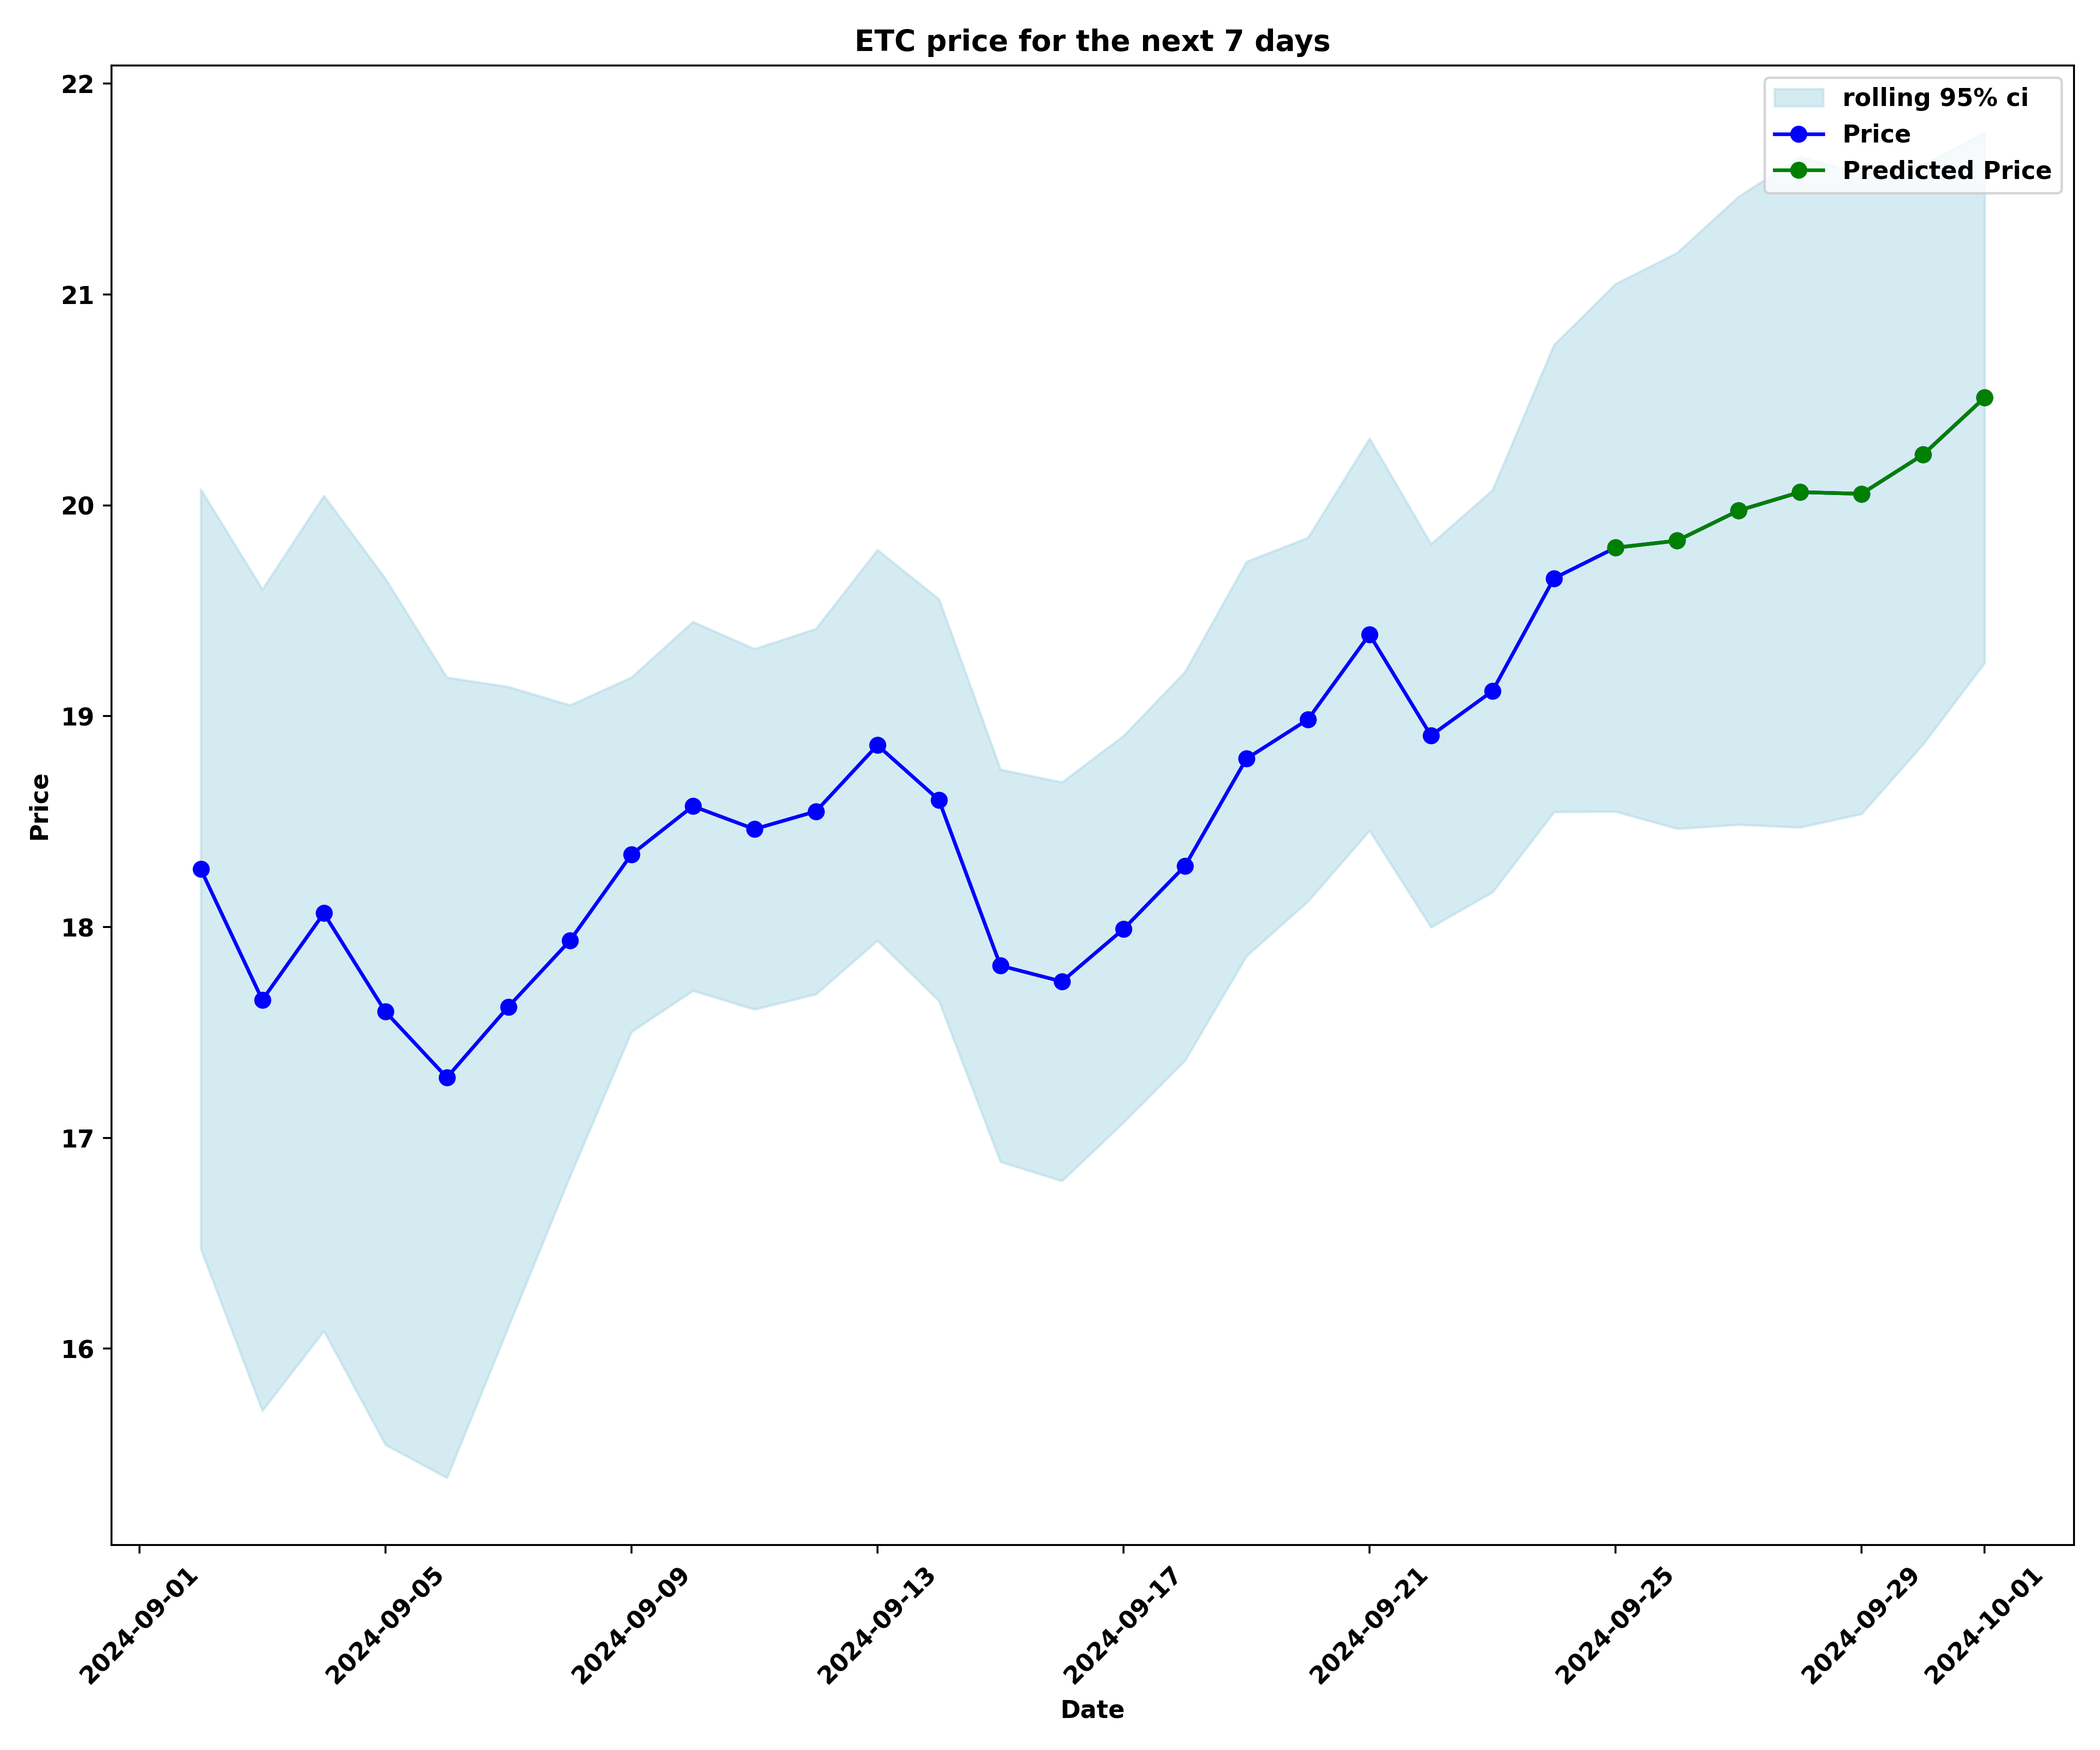 ETC price for the next 7 days
rolling 95% ci
Price
Predicted Price
22
21
20
19
18
17
16
Price
2024-09-01
2024-09-05
2024-09-09
2024-09-13
2024-09-17
2024-09-21
2024-09-25
2024-09-29
2024-10-01
Date